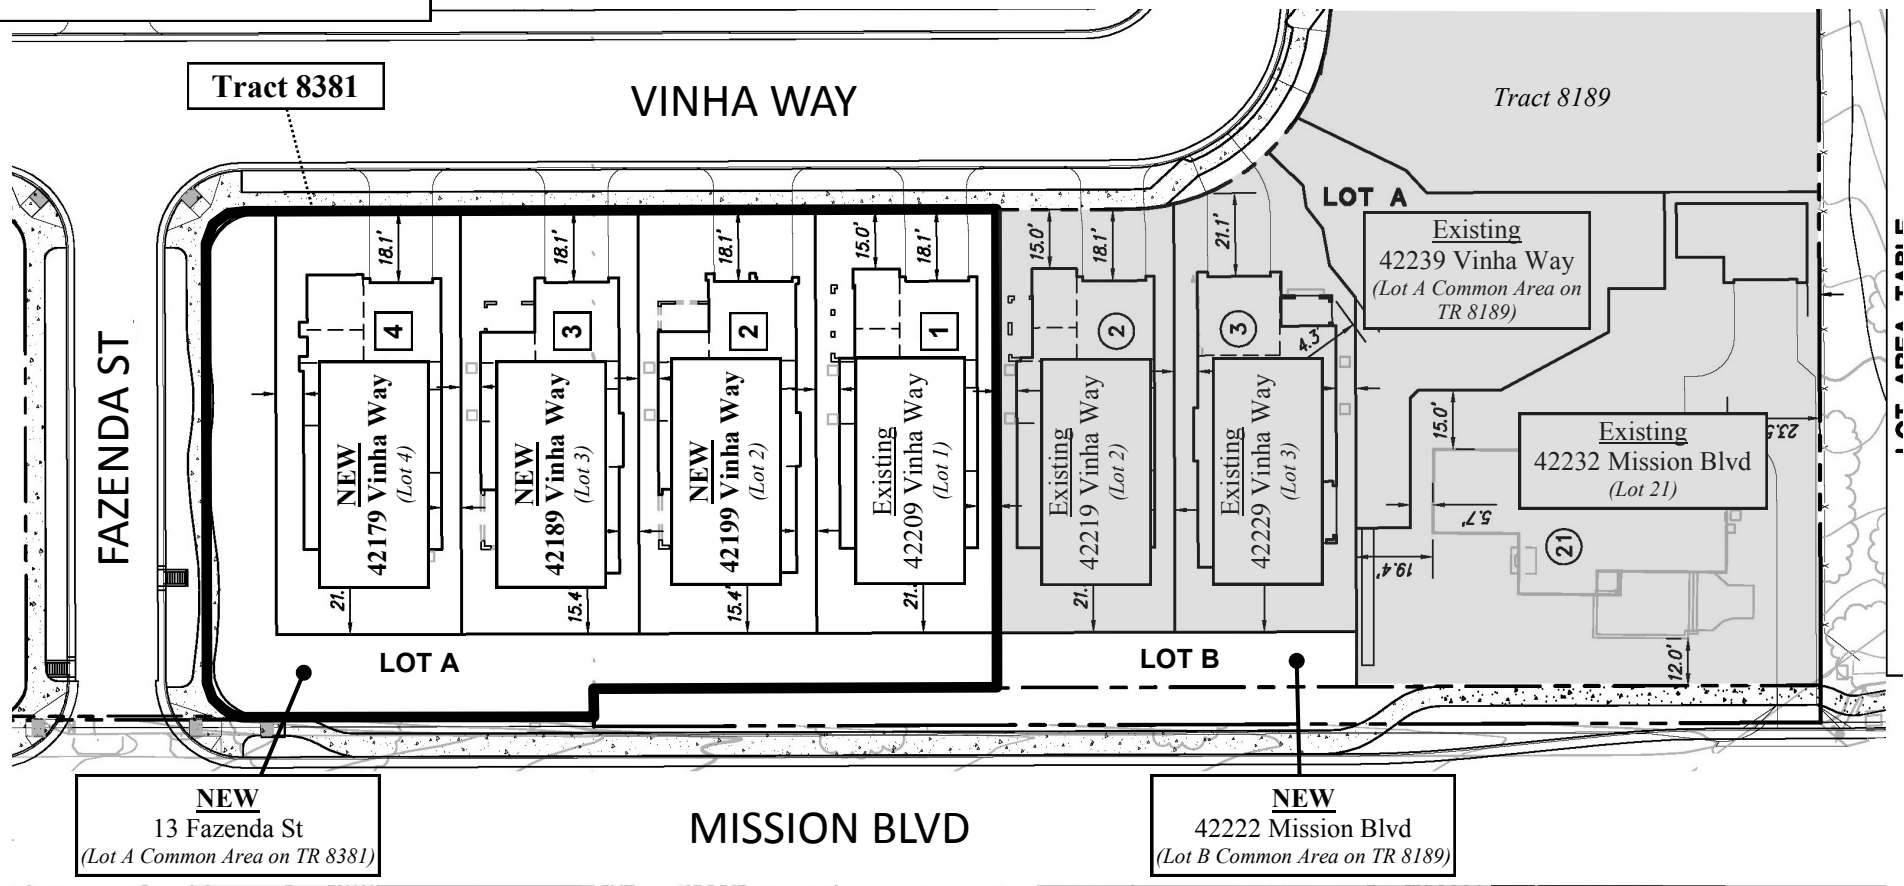 Tract 8381
VINHA WAY
Tract 8189
LOT A
Existing
42239 Vinha Way
(Lot A Common Area on
TR 8189)
FAZENDA ST
18.1'
18.1'
18.1'
15.0'
18.1'
15.0'
18.1'
21.1'
4
3
2
1
2
3
4.3'
NEW
42179 Vinha Way
(Lot 4)
NEW
42189 Vinha Way
(Lot 3)
NEW
42199 Vinha Way
(Lot 2)
Existing
42209 Vinha Way
(Lot 1)
Existing
42219 Vinha Way
(Lot 2)
Existing
42229 Vinha Way
(Lot 3)
15.0'
Existing
42232 Mission Blvd
(Lot 21)
23.5
5.7'
19.4'
21
12.0'
21.
15.4'
15.4'
21.
21.
LOT A
LOT B
NEW
13 Fazenda St
(Lot A Common Area on TR 8381)
MISSION BLVD
NEW
42222 Mission Blvd
(Lot B Common Area on TR 8189)
LOT AREA TABLE